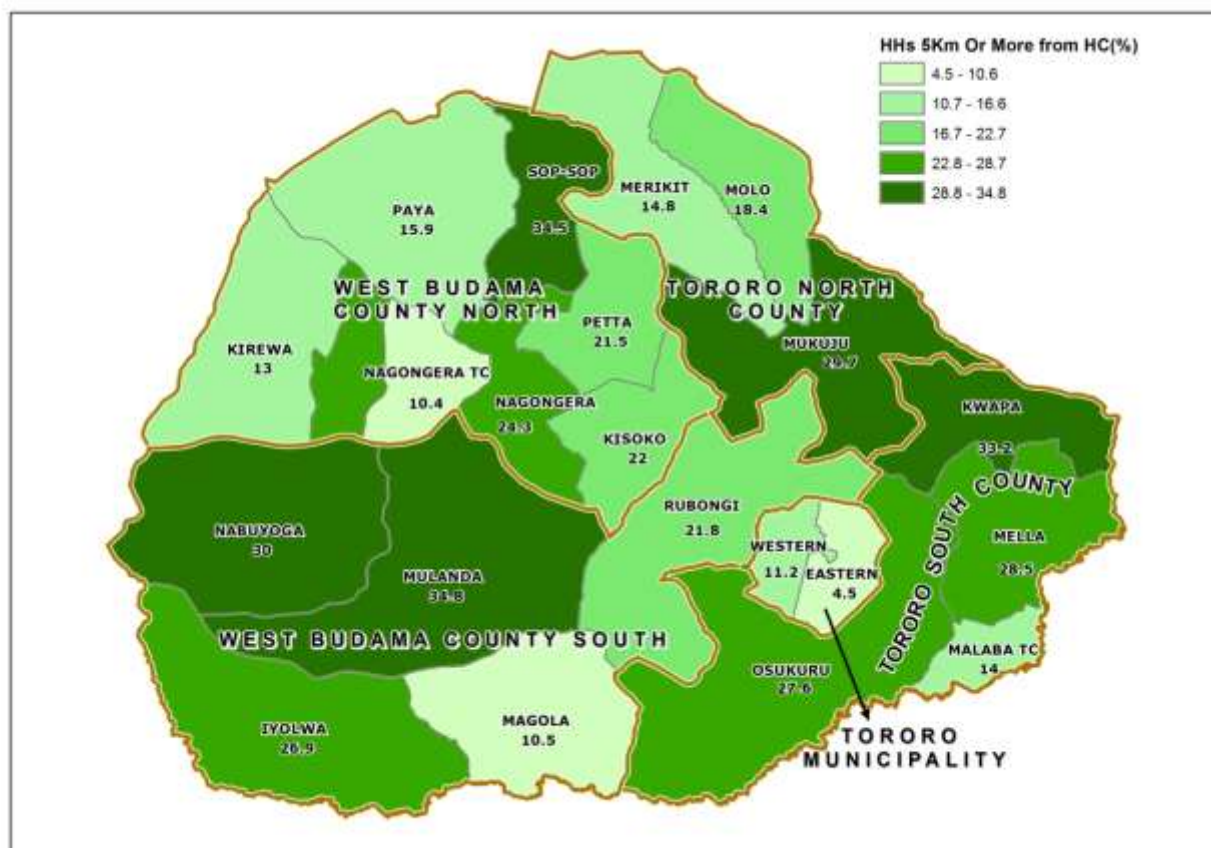 HHs 5Km Or More from HC(%)
4.5 - 10.6
10.7 - 16.6
16.7 - 22.7
22.8 - 28.7
28.8 - 34.8
SOP-SOP
34.5
MERIKIT
14.8
MOLO
18.4
PAYA
15.9
WEST BUDAMA
COUNTY NORTH
TORORO NORTH
COUNTY
PETTA
21.5
MUKUJU
29.7
KIREWA
13
NAGONGERA TC
10.4
NAGONGERA
24.3
KWAPA
33.2
KISOKO
22
RUBONGI
21.8
TORORO SOUTH COUNTY
NABUYOGA
30
MELLA
28.5
WESTERN
11.2
EASTERN
4.5
MULANDA
34.8
WEST BUDAMA COUNTY SOUTH
MALABA TC
14
OSUKURU
27.6
IYOLWA
26.9
MAGOLA
10.5
TORORO
MUNICIPALITY